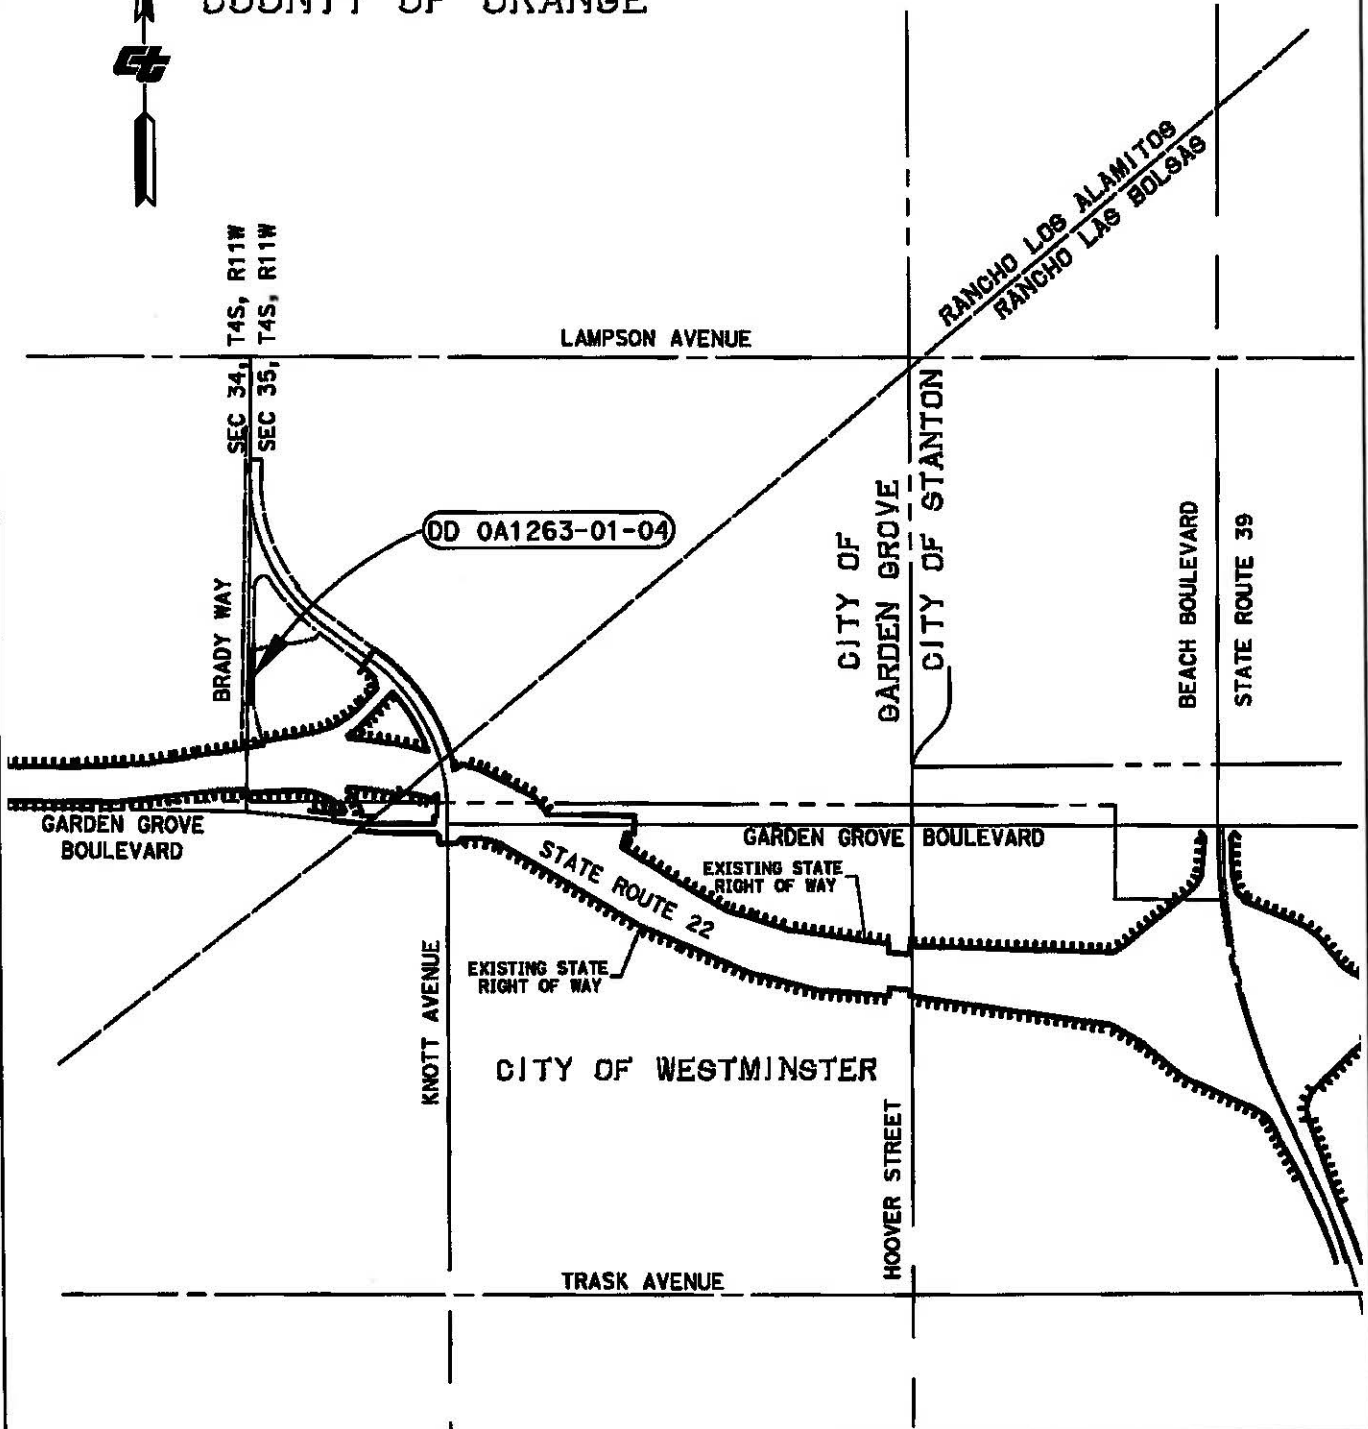 COUNTY OF ORANGE
Ct
SEC 34, T4S, R11W
SEC 35, T4S, R11W
RANCHO LOS ALAMITOS
RANCHO LAS BOLSAS
LAMPSON AVENUE
DD 0A1263-01-04
BRADY WAY
CITY OF
GARDEN GROVE
CITY OF STANTON
BEACH BOULEVARD
STATE ROUTE 39
GARDEN GROVE
BOULEVARD
GARDEN GROVE BOULEVARD
STATE ROUTE 22
EXISTING STATE
RIGHT OF WAY
EXISTING STATE
RIGHT OF WAY
KNOTT AVENUE
CITY OF WESTMINSTER
HOOVER STREET
TRASK AVENUE